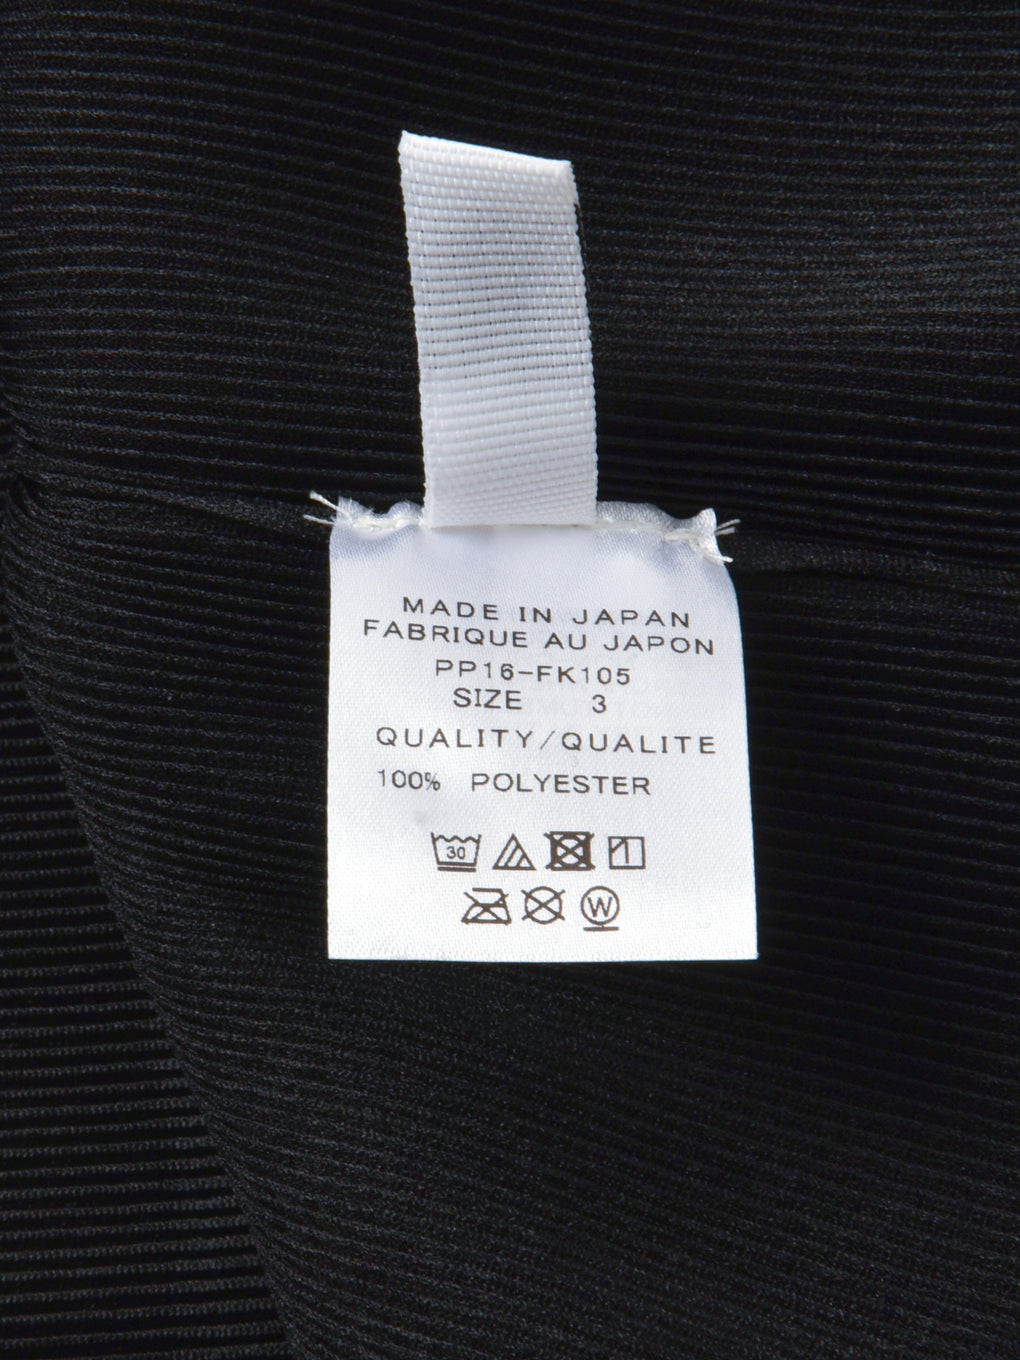 MADE IN JAPAN
FABRIQUE AU JAPON
PP16-FK105
SIZE 3
QUALITY/QUALITE
100% POLYESTER
30
W